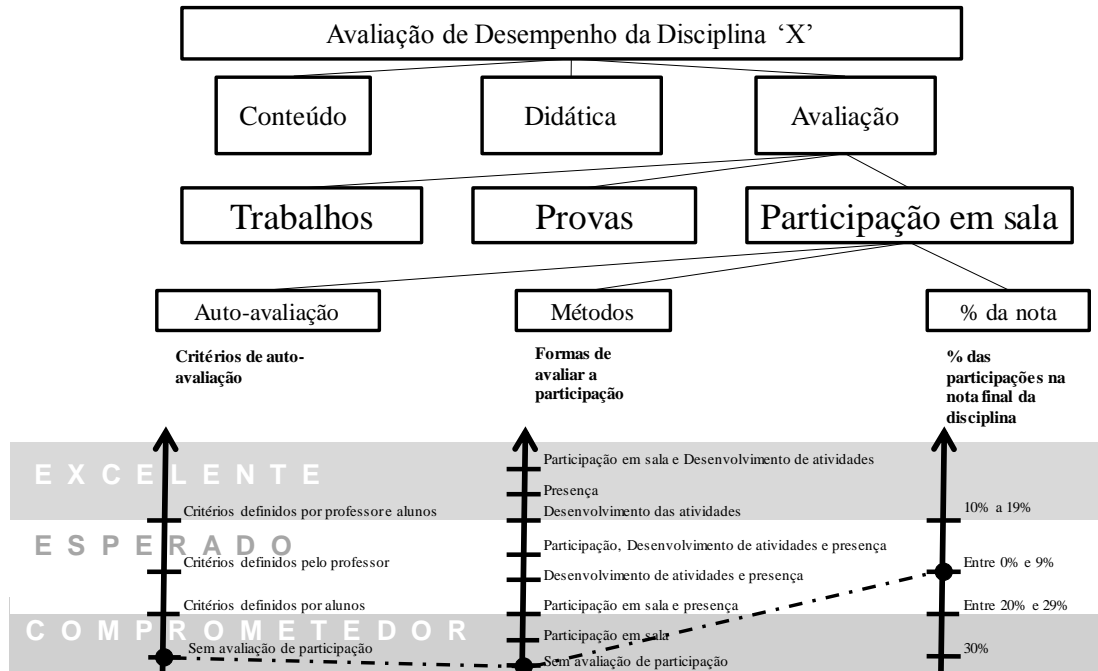 Avaliação de Desempenho da Disciplina ‘X’
Conteúdo
Didática
Avaliação
Trabalhos
Provas
Participação em sala
Auto-avaliação
Métodos
% da nota
Critérios de auto-
avaliação
Formas de
avaliar a
participação
% das
participações na
nota final da
disciplina
EXCELENTE
Participação em sala e Desenvolvimento de atividades
Presença
Critérios definidos por professor e alunos
Desenvolvimento das atividades
10% a 19%
ESPERADO
Participação, Desenvolvimento de atividades e presença
Critérios definidos pelo professor
Entre 0% e 9%
Desenvolvimento de atividades e presença
Critérios definidos por alunos
Participação em sala e presença
Entre 20% e 29%
COMPROMETEDOR
Participação em sala
Sem avaliação de participação
30%
Sem avaliação de participação